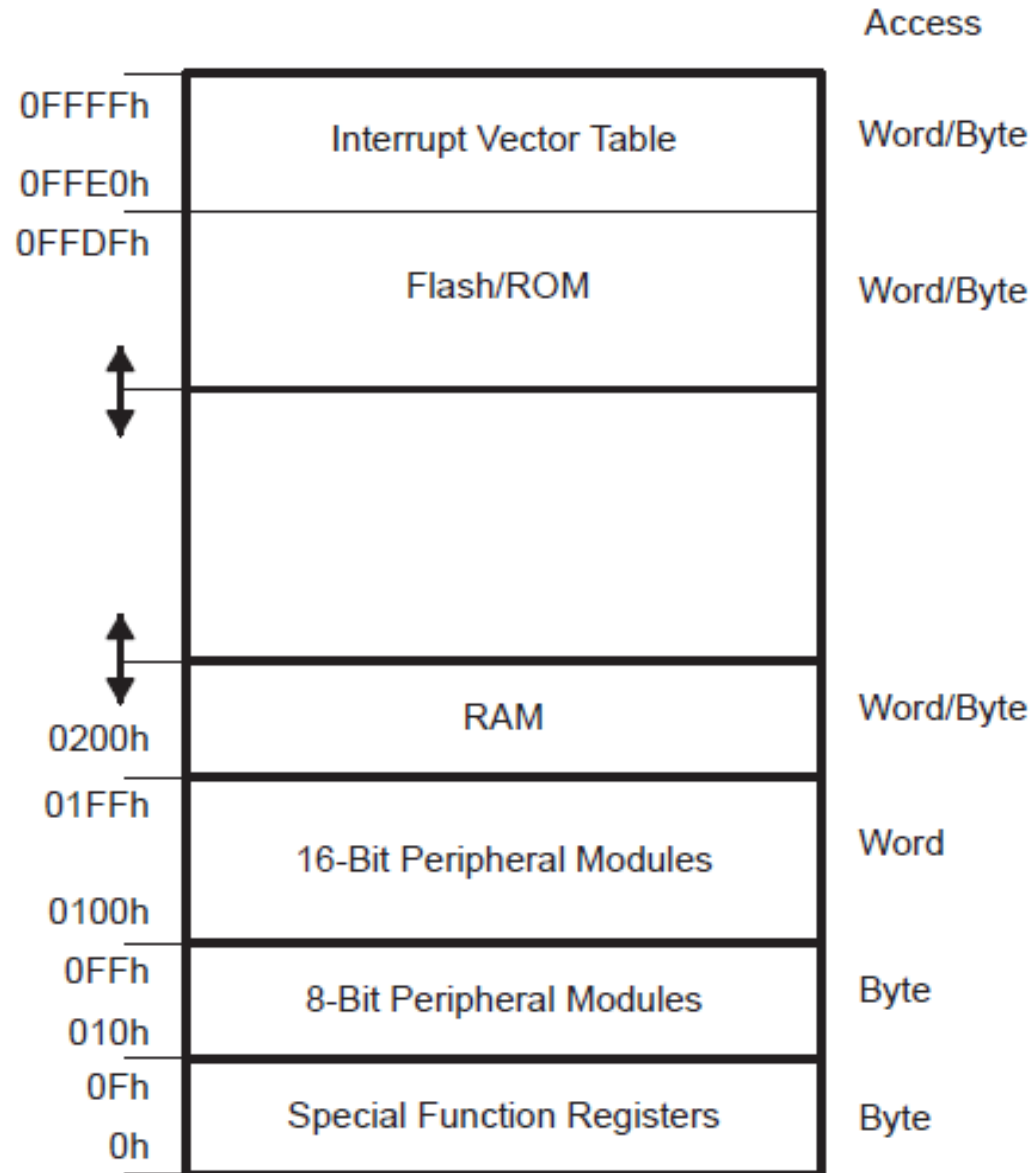 Access
0FFFFh
Interrupt Vector Table
Word/Byte
0FFE0h
0FFDFh
Flash/ROM
Word/Byte
RAM
Word/Byte
0200h
01FFh
16-Bit Peripheral Modules
Word
0100h
0FFh
8-Bit Peripheral Modules
Byte
010h
0Fh
Special Function Registers
Byte
0h